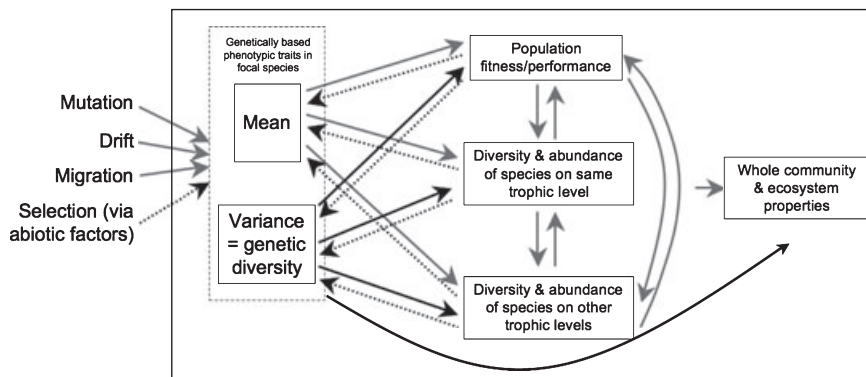 Genetically based
phenotypic traits in
focal species
Mutation
Drift
Migration
Selection (via
abiotic factors)
Mean
Variance
= genetic
diversity
Population
fitness/performance
Diversity & abundance
of species on same
trophic level
Diversity & abundance
of species on other
trophic levels
Whole community
& ecosystem
properties